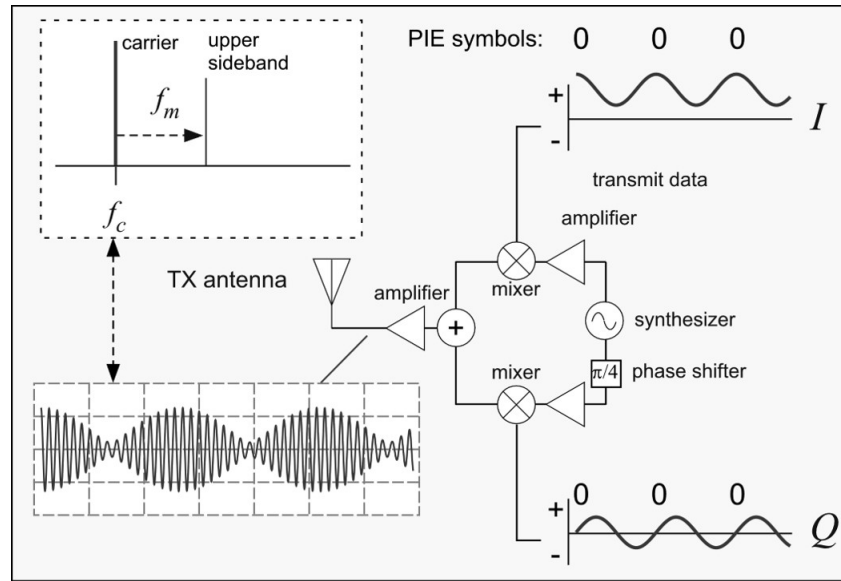 carrier
upper
sideband
f_m
f_c
PIE symbols: 0 0 0
+
-
I
transmit data
amplifier
mixer
TX antenna
amplifier
+
synthesizer
mixer
π/4
phase shifter
0 0 0
+
-
Q